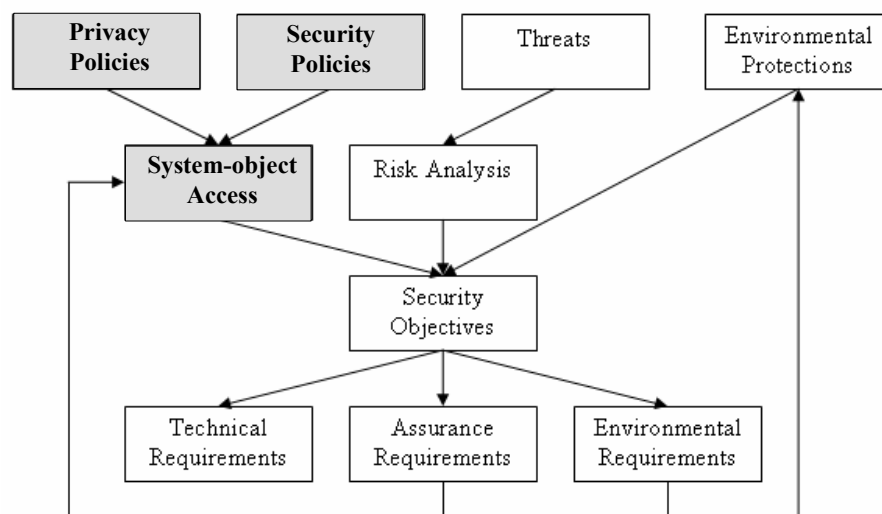 Privacy
Policies
Security
Policies
Threats
Environmental
Protections
System-object
Access
Risk Analysis
Security
Objectives
Technical
Requirements
Assurance
Requirements
Environmental
Requirements